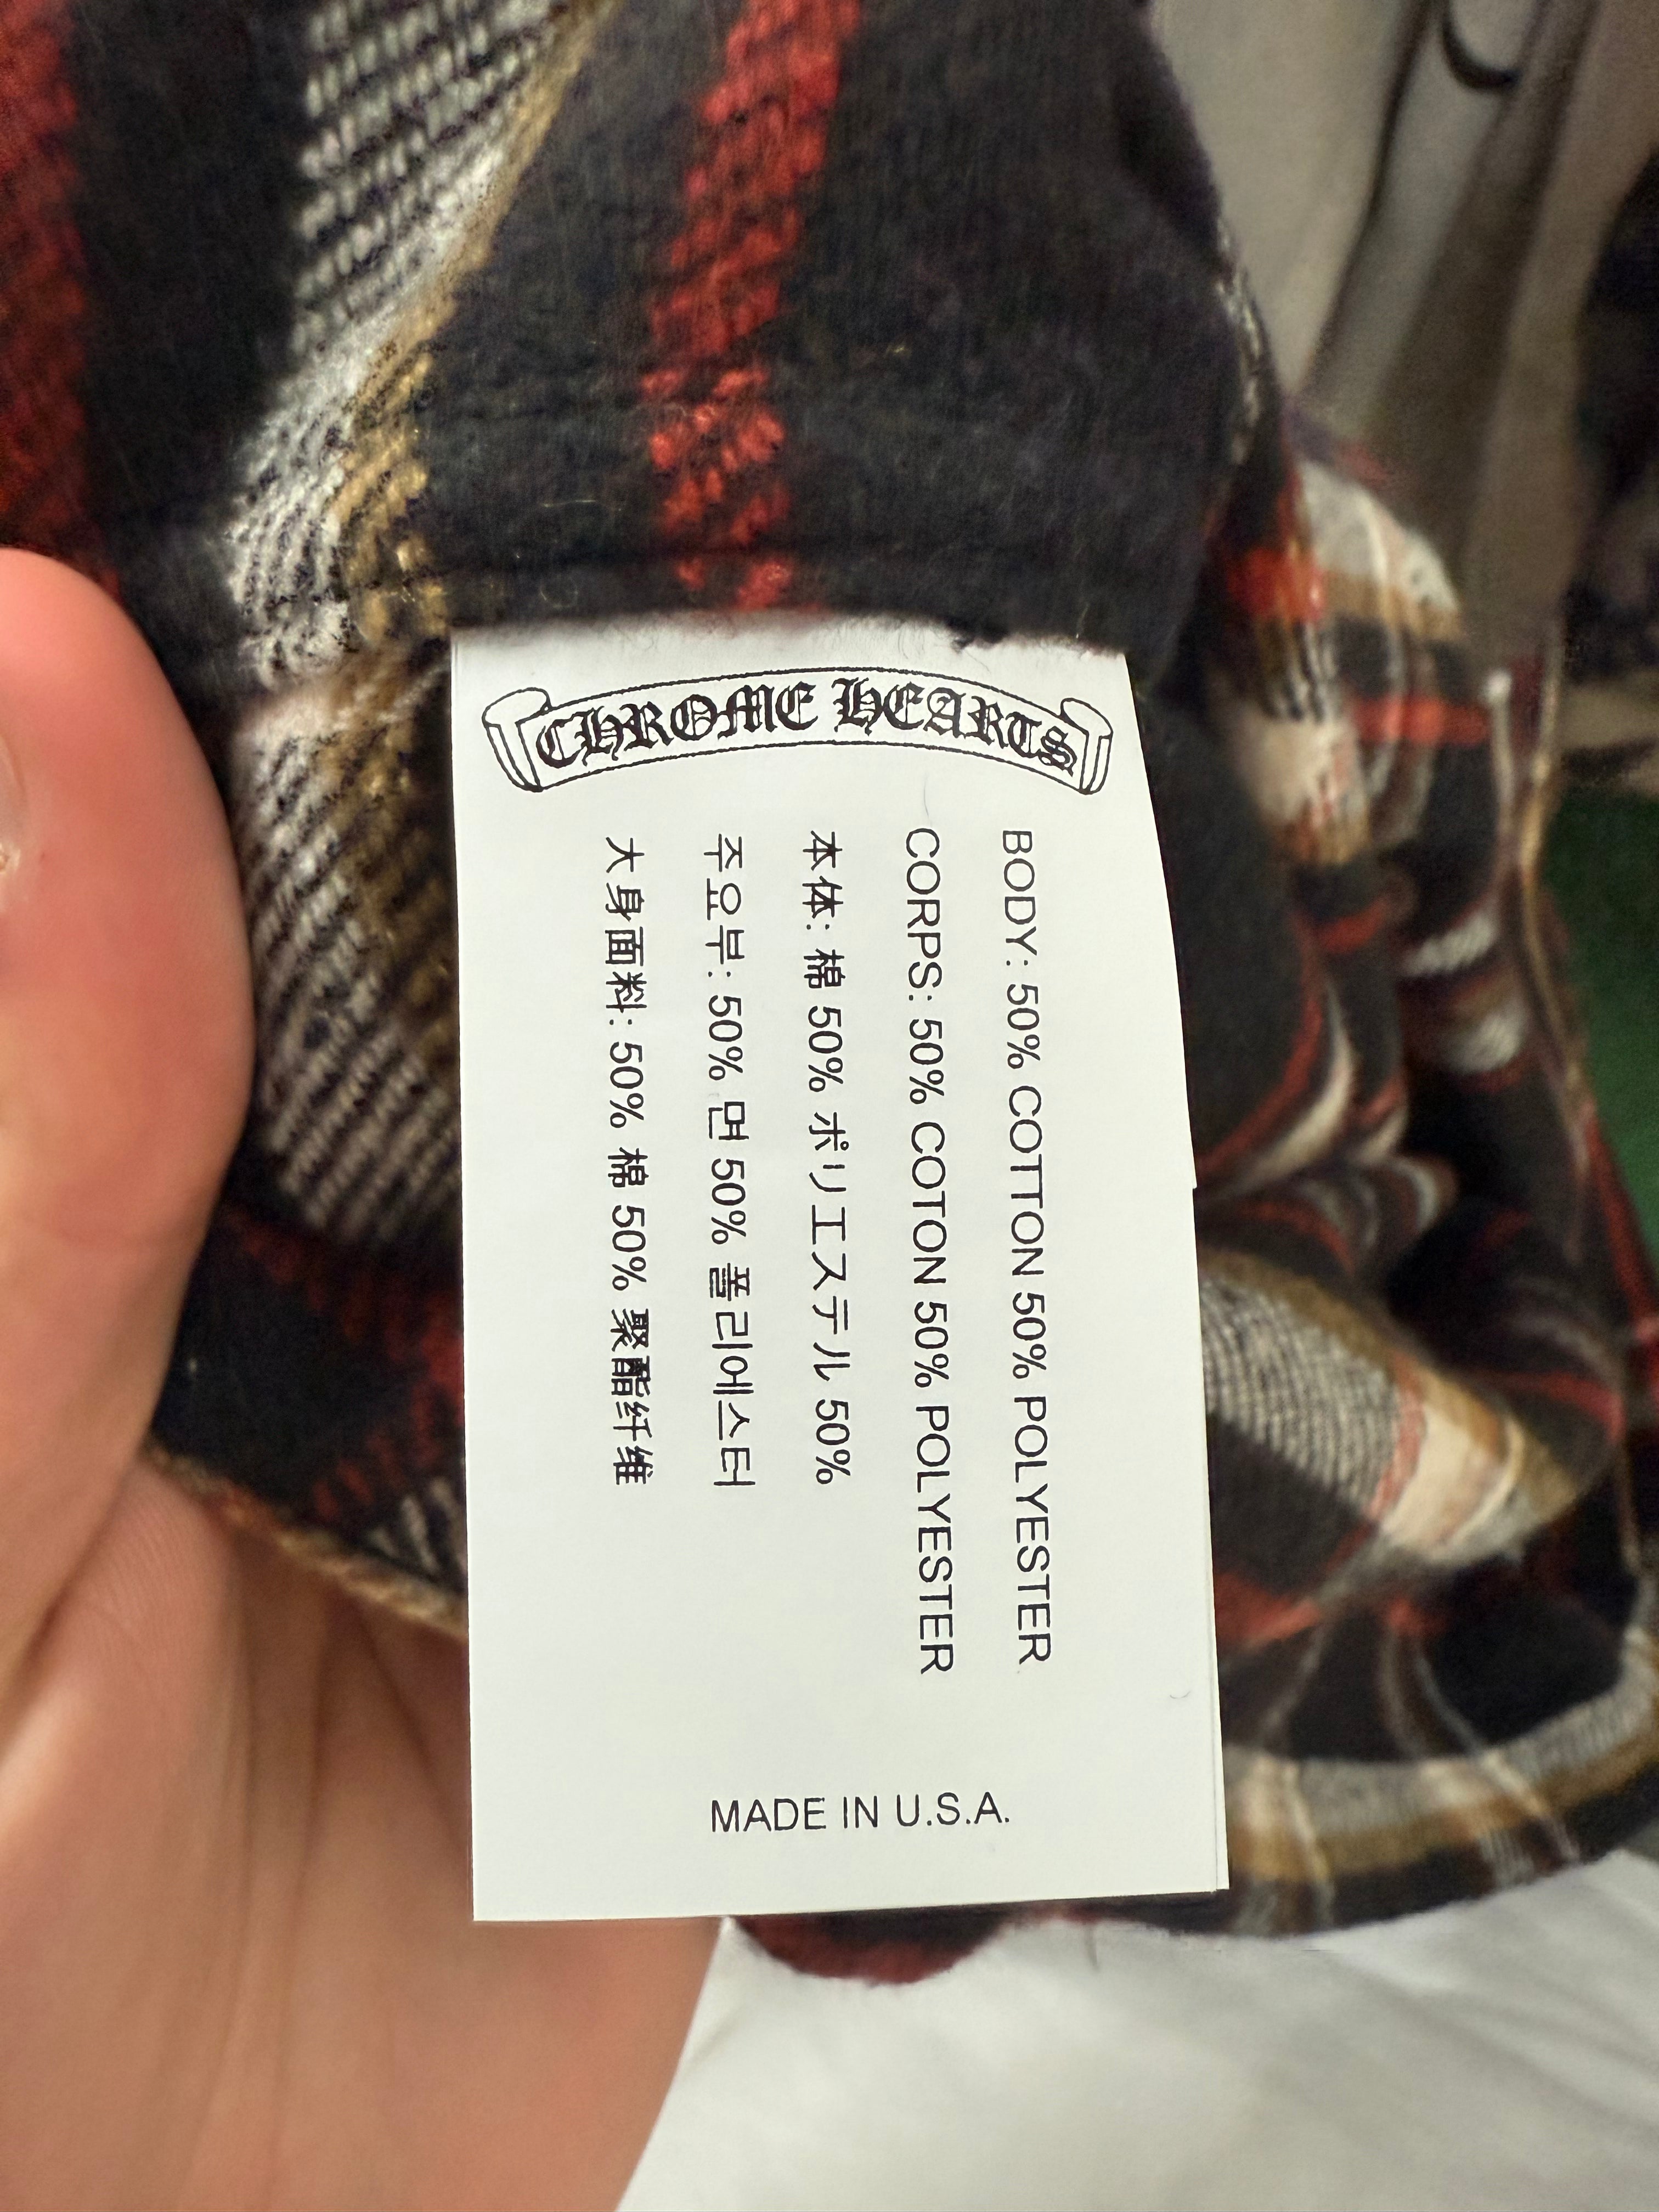 CHROME HEARTS
BODY: 50% COTTON 50% POLYESTER
CORPS: 50% COTON 50% POLYESTER
本体: 棉 50% ポリエステル 50%
주요부: 50% 면 50% 폴리에스터
大身面料: 50% 棉 50% 聚酯纤维
MADE IN U.S.A.